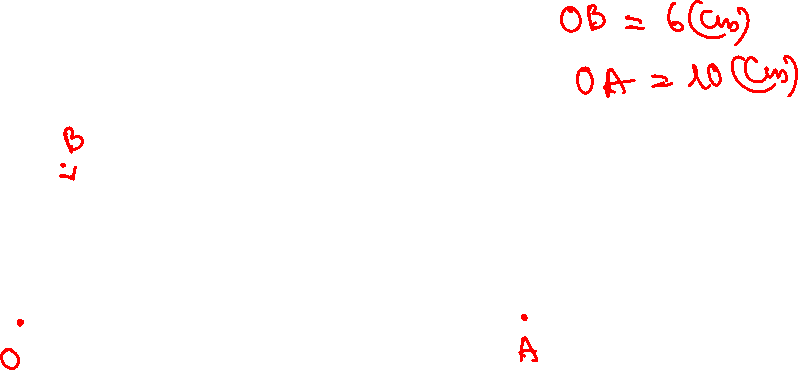 OB = 6 (cm)
OA = 10 (cm)
B
O
A